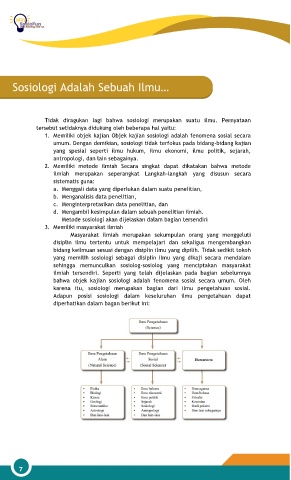 Sosiologi Adalah Sebuah Ilmu...
Tidak diragukan lagi bahwa sosiologi merupakan suatu ilmu. Pernyataan
tersebut setidaknya didukung oleh beberapa hal yaitu:
1. Memiliki objek kajian Objek kajian sosiologi adalah fenomena sosial secara
umum. Dengan demikian, sosiologi tidak terfokus pada bidang-bidang kajian
yang spesial seperti ilmu hukum, ilmu ekonomi, ilmu politik, sejarah,
antropologi, dan lain sebagainya.
2. Memiliki metode ilmiah Secara singkat dapat dikatakan bahwa metode
ilmiah merupakan seperangkat langkah-langkah yang disusun secara
sistematis guna:
a. Menggali data yang diperlukan dalam suatu penelitian,
b. Menganalisis data penelitian,
c. Menginterpretasikan data penelitian, dan
d. Mengambil kesimpulan dalam sebuah penelitian ilmiah.
Metode sosiologi akan dijelaskan dalam bagian tersendiri
3. Memiliki masyarakat ilmiah
Masyarakat ilmiah merupakan sekumpulan orang yang menggeluti
disiplin ilmu tertentu untuk mempelajari dan sekaligus mengembangkan
bidang keilmuan sesuai dengan disiplin ilmu yang dipilih. Tidak sedikit tokoh
yang memilih sosiologi sebagai disiplin ilmu yang dikaji secara mendalam
sehingga memunculkan sosiolog-sosiolog yang menciptakan masyarakat
ilmiah tersendiri. Seperti yang telah dijelaskan pada bagian sebelumnya
bahwa objek kajian sosiologi adalah fenomena sosial secara umum. Oleh
karena itu, sosiologi merupakan bagian dari ilmu pengetahuan sosial.
Adapun posisi sosiologi dalam keseluruhan ilmu pengetahuan dapat
diperhatikan dalam bagan berikut ini:
Ilmu Pengetahuan
(Science)
Ilmu Pengetahuan
Alam
(Natural Science)
Ilmu Pengetahuan
Sosial
(Social Science)
Humaniora
• Fisika
• Biologi
• Kimia
• Geologi
• Matematika
• Astrologi
• Dan lain-lain
• Ilmu hukum
• Ilmu ekonomi
• Ilmu politik
• Sejarah
• Sosiologi
• Antropologi
• Dan lain-lain
• Dan lain sebagainya
7